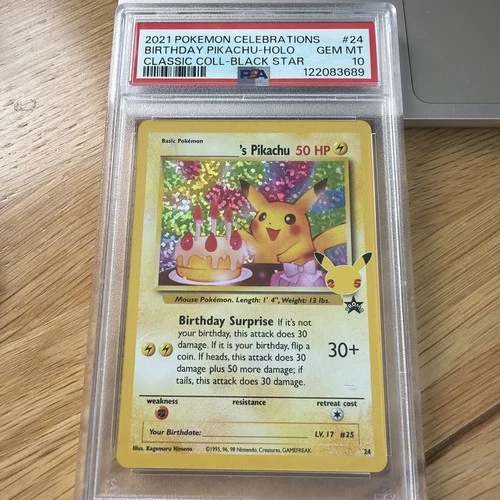 2021 POKEMON CELEBRATIONS #24
BIRTHDAY PIKACHU-HOLO GEM MT
CLASSIC COLL-BLACK STAR 10
PSA 122083689
Basic Pokémon
's Pikachu 50 HP
25
PROMO
Mouse Pokémon. Length: 1' 4", Weight: 13 lbs.
Birthday Surprise If it's not
your birthday, this attack does 30
damage. If it is your birthday, flip a
coin. If heads, this attack does 30
damage plus 50 more damage; if
tails, this attack does 30 damage.
30+
weakness resistance retreat cost
Your Birthdate:
LV. 17 #25
Illus. Kagemaru Himeno ©1995, 96, 98 Nintendo, Creatures, GAMEFREAK. 24